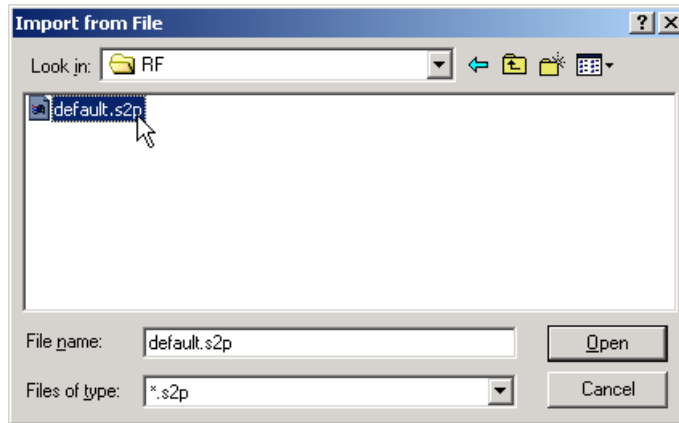 Import from File
Look in: RF
default.s2p
File name: default.s2p Open
Files of type: *.s2p Cancel